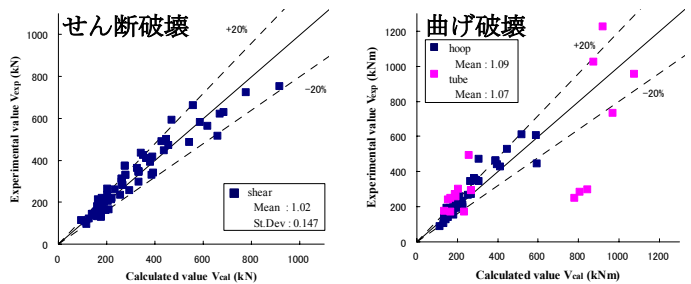 せん断破壊
Experimental value Vexp (kN)
1000
800
600
400
200
0
0
200
400
600
800
1000
Calculated value Vcal (kN)
+20%
-20%
shear
Mean : 1.02
St.Dev : 0.147
曲げ破壊
Experimental value Vexp (kNm)
1200
1000
800
600
400
200
0
0
200
400
600
800
1000
1200
Calculated value Vcal (kNm)
hoop
Mean : 1.09
tube
Mean : 1.07
+20%
-20%